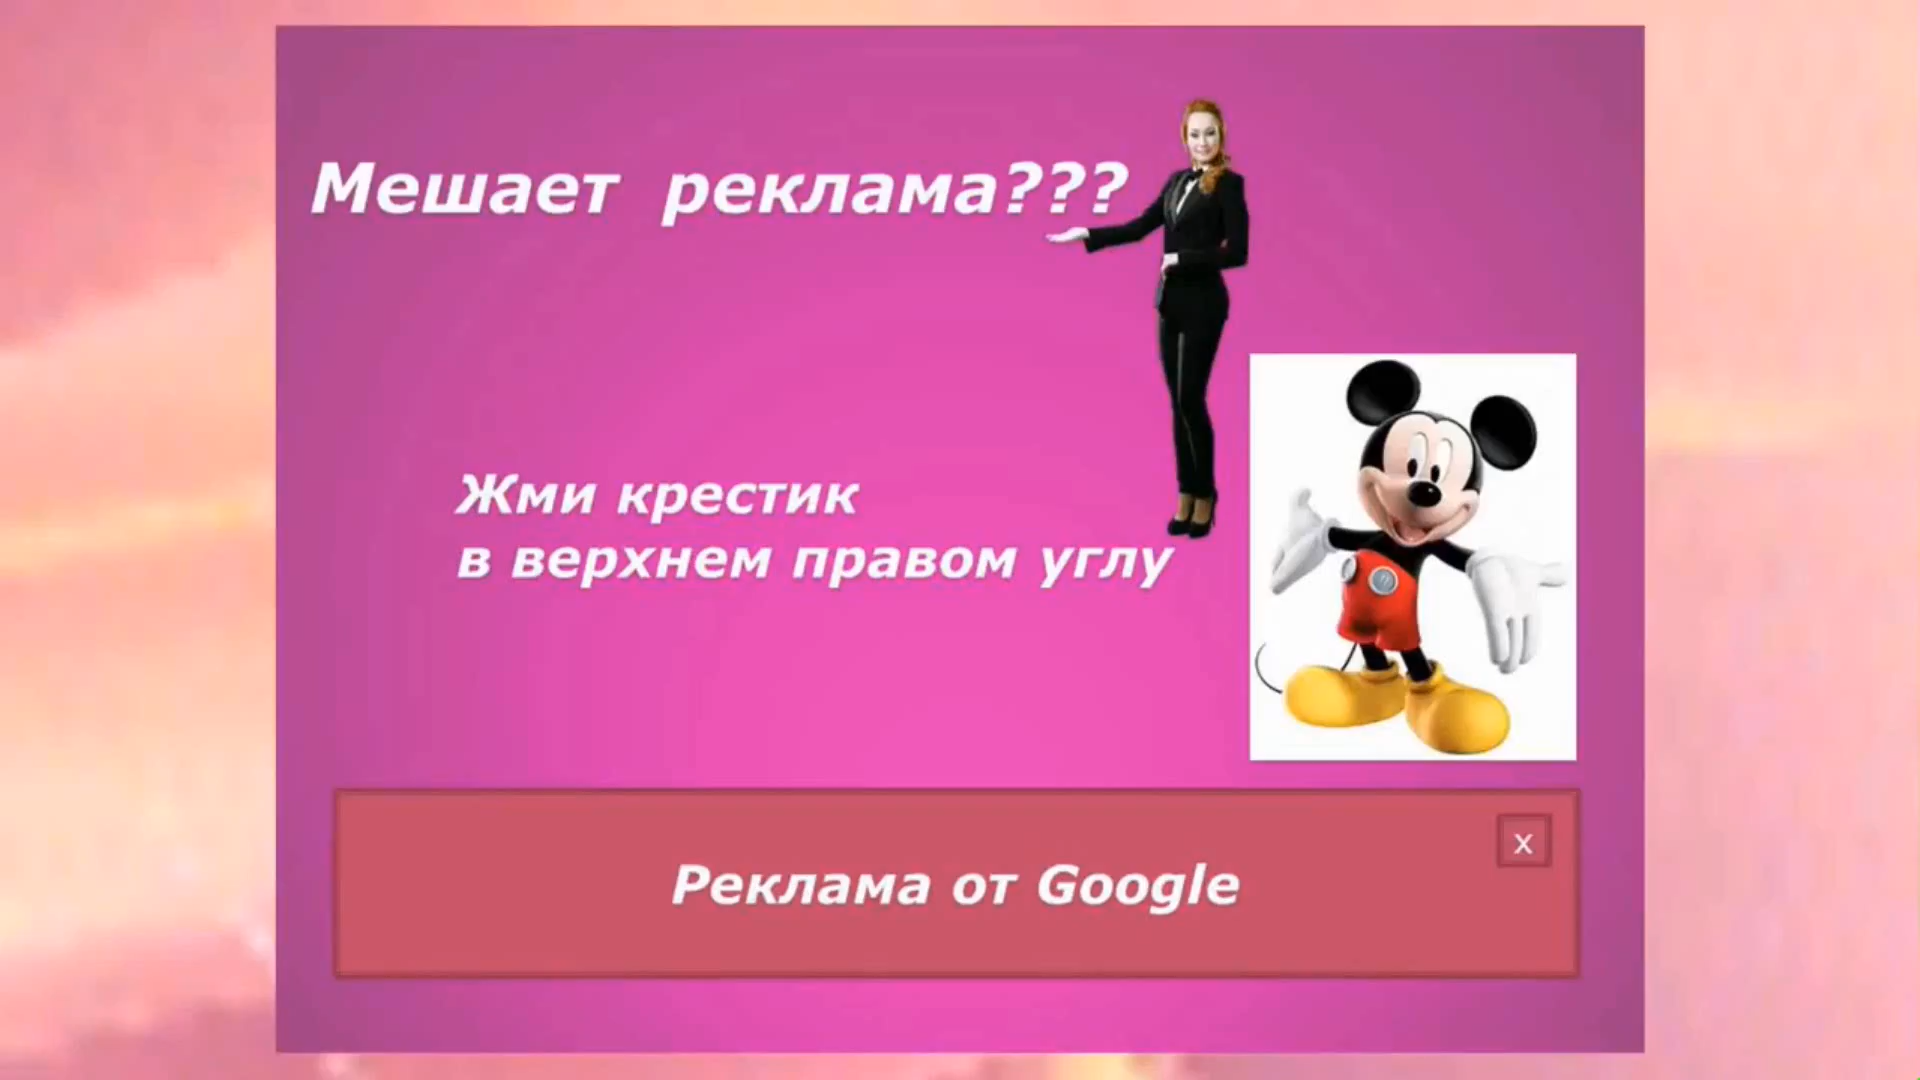 Мешает реклама???
Жми крестик
в верхнем правом углу
x
Реклама от Google